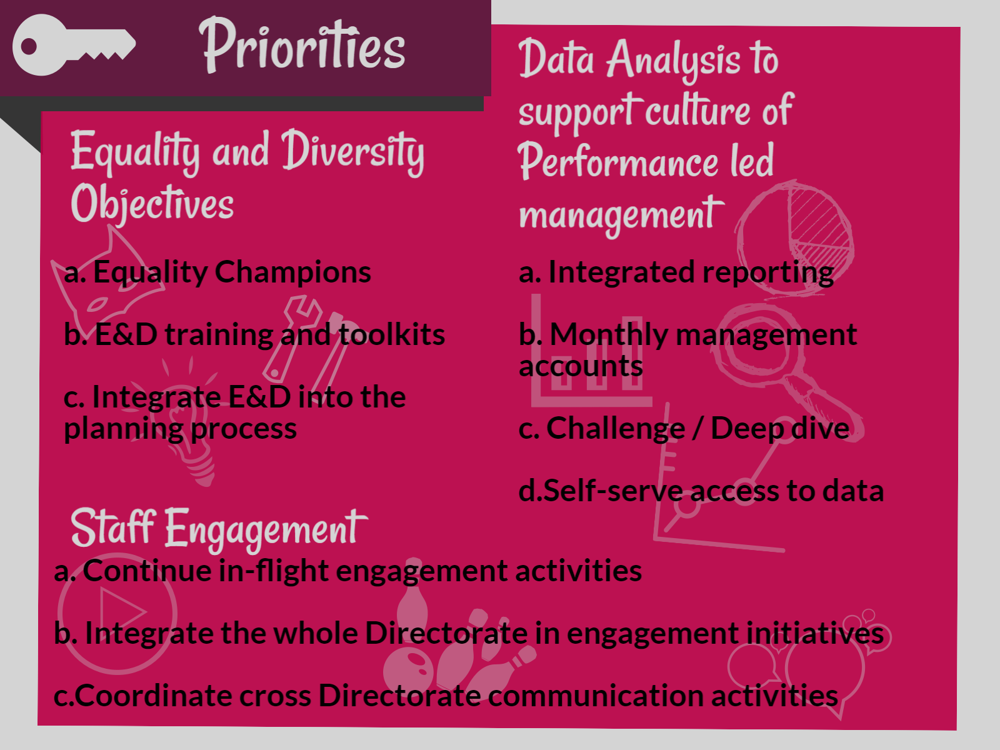 Priorities
Equality and Diversity
Objectives
a. Equality Champions
b. E&D training and toolkits
c. Integrate E&D into the
planning process
Data Analysis to
support culture of
Performance led
management
a. Integrated reporting
b. Monthly management
accounts
c. Challenge / Deep dive
d.Self-serve access to data
Staff Engagement
a. Continue in-flight engagement activities
b. Integrate the whole Directorate in engagement initiatives
c.Coordinate cross Directorate communication activities